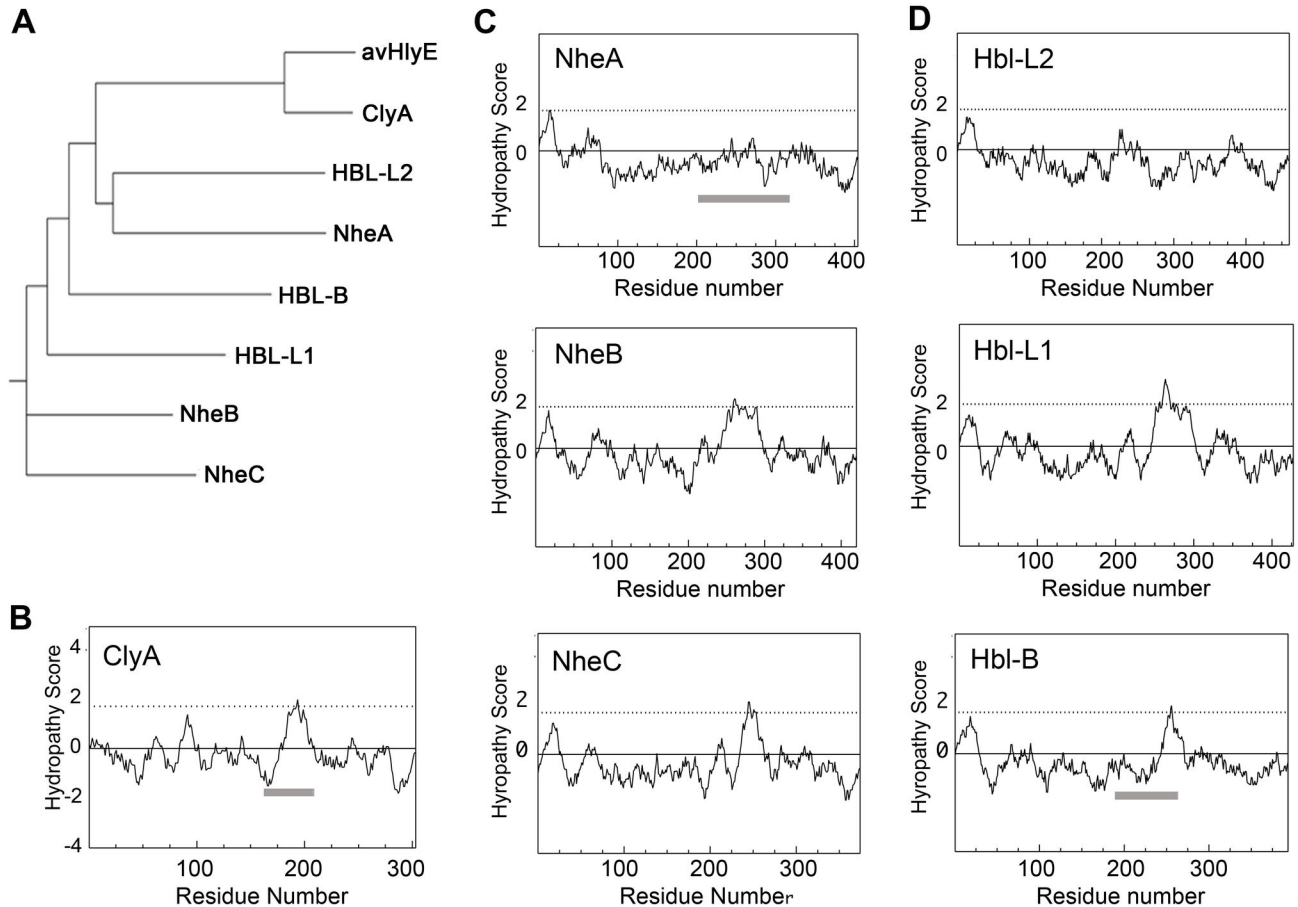 A
avHlyE
ClyA
HBL-L2
NheA
HBL-B
HBL-L1
NheB
NheC
B
ClyA
Hydropathy Score
4
2
0
-2
-4
100 200 300
Residue Number
C
NheA
Hydropathy Score
2
0
100 200 300 400
Residue number
NheB
Hydropathy Score
2
0
100 200 300 400
Residue number
NheC
Hyropathy Score
2
0
100 200 300
Residue Number
D
Hbl-L2
Hydropathy Score
2
0
100 200 300 400
Residue Number
Hbl-L1
Hydropathy Score
2
0
100 200 300 400
Residue number
Hbl-B
Hyropathy Score
2
0
100 200 300
Residue number